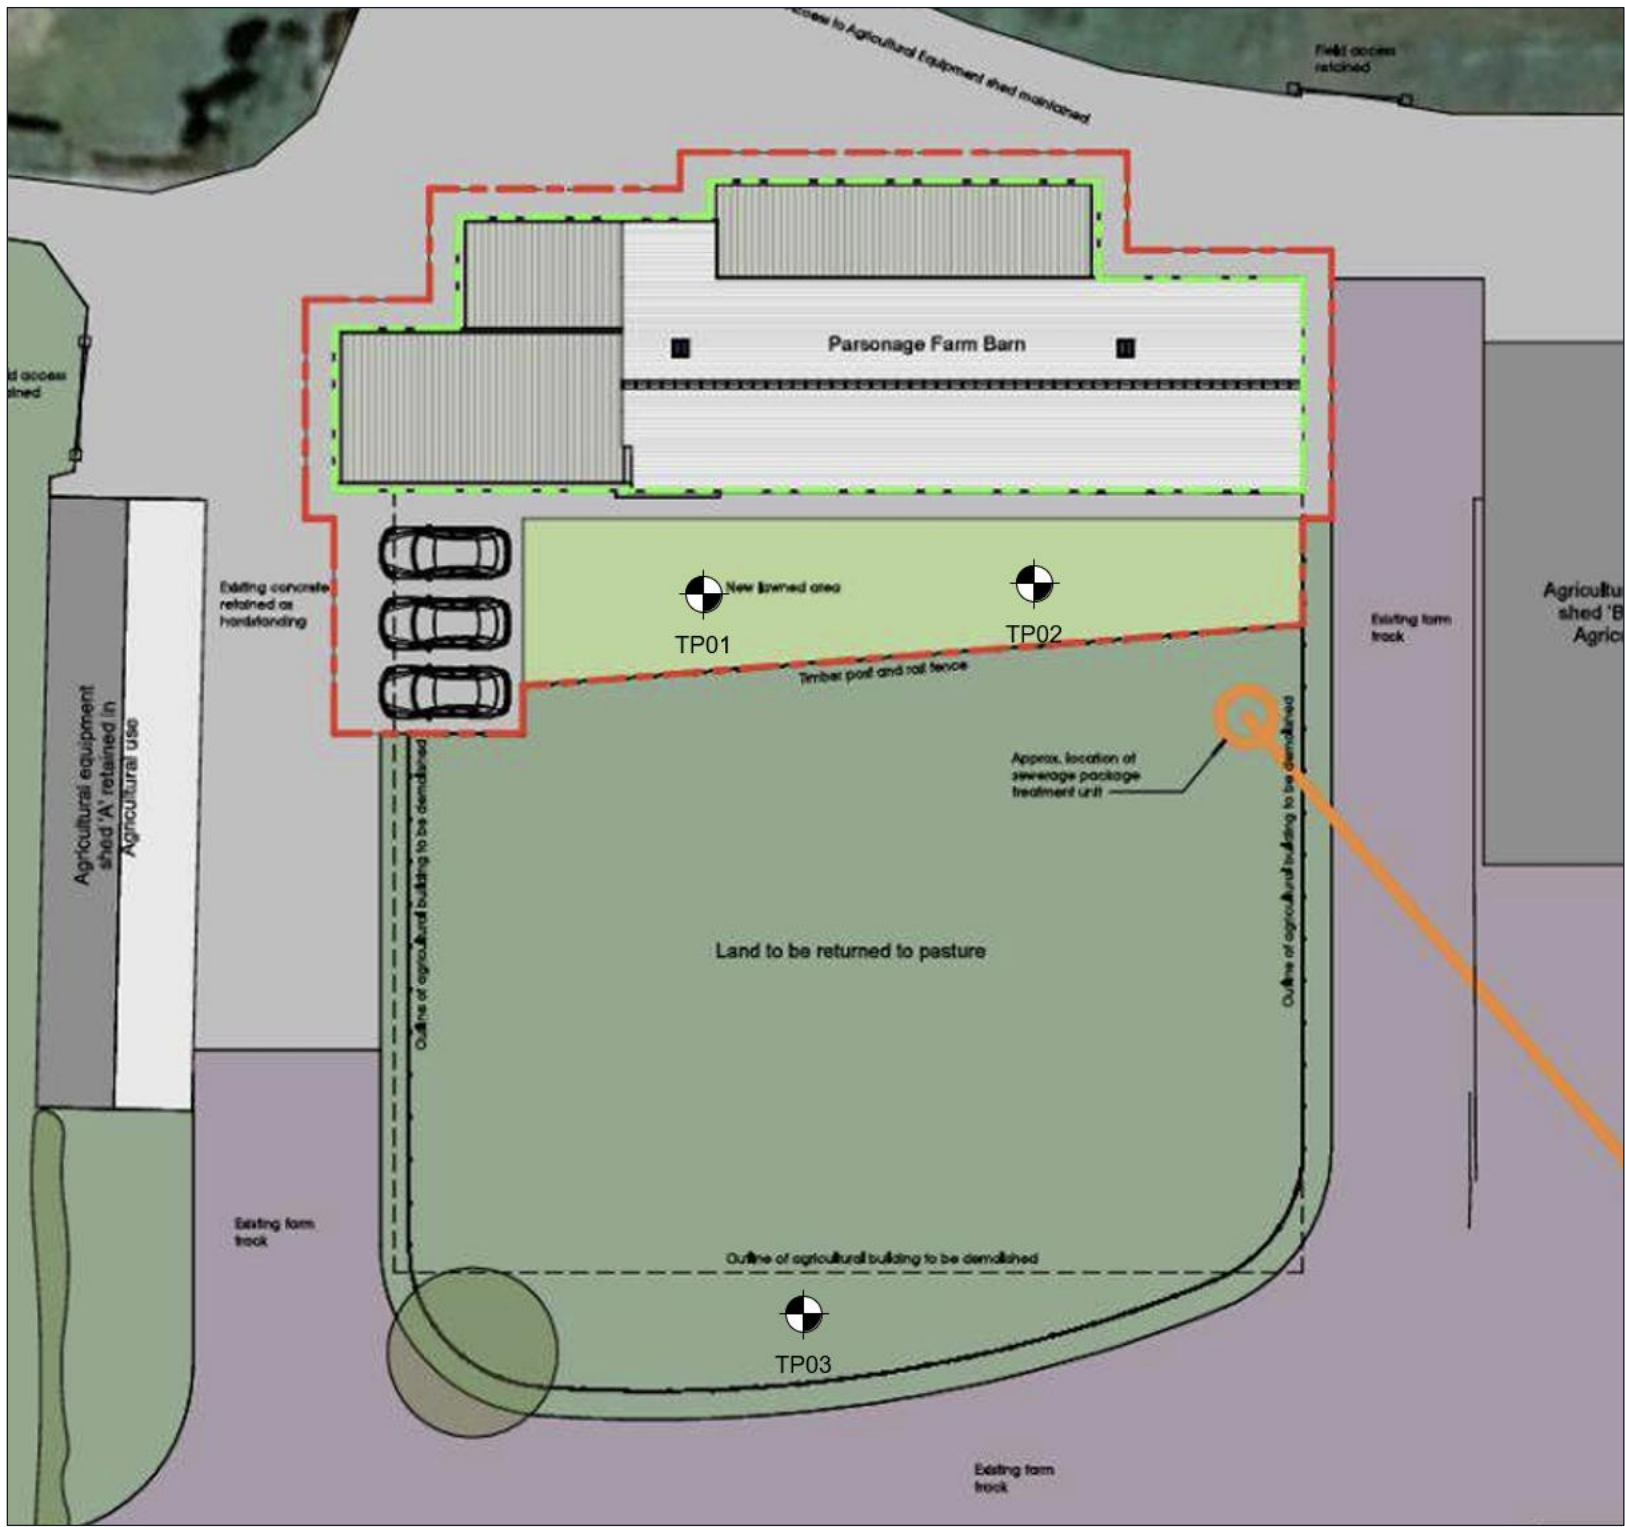 Access to Agricultural Equipment shed maintained
Field access
retained
Parsonage Farm Barn
access
Existing concrete
retained as
hardstanding
New lawned area
TP01
TP02
Timber post and rail fence
Existing farm
track
shed 'B
Agricultural equipment
shed 'A' retained in
Agricultural use
Approx. location of
sewerage package
treatment unit
Outline of agricultural building to be demolished
Outline of agricultural building to be demolished
Land to be returned to pasture
Existing farm
track
Outline of agricultural building to be demolished
TP03
Existing farm
track